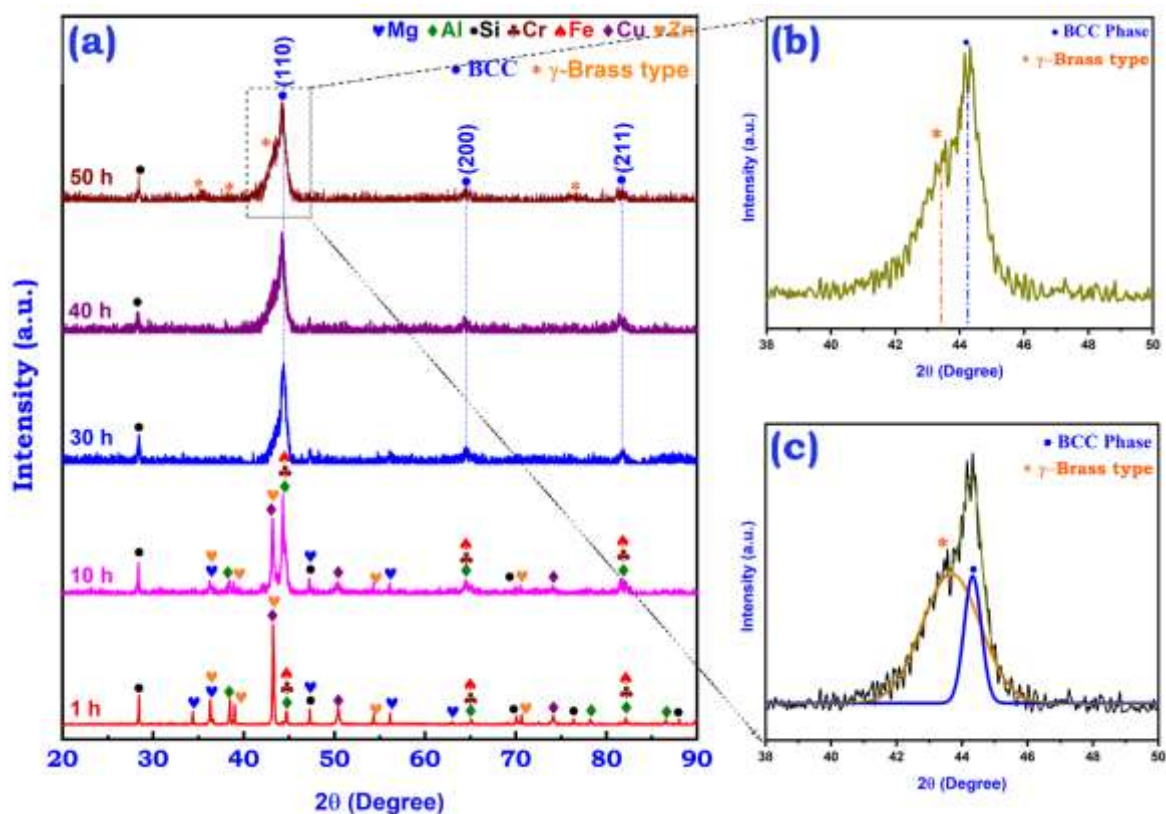 (a)
♥Mg ♦Al ●Si ♣Cr ♠Fe ♦Cu ♥Zn
● BCC * γ-Brass type
(110)
(200)
(211)
50 h
40 h
30 h
10 h
1 h
Intensity (a.u.)
20 30 40 50 60 70 80 90
2θ (Degree)
(b)
• BCC Phase
* γ-Brass type
Intensity (a.u.)
38 40 42 44 46 48 50
2θ (Degree)
(c)
• BCC Phase
* γ-Brass type
Intensity (a.u.)
38 40 42 44 46 48 50
2θ (Degree)